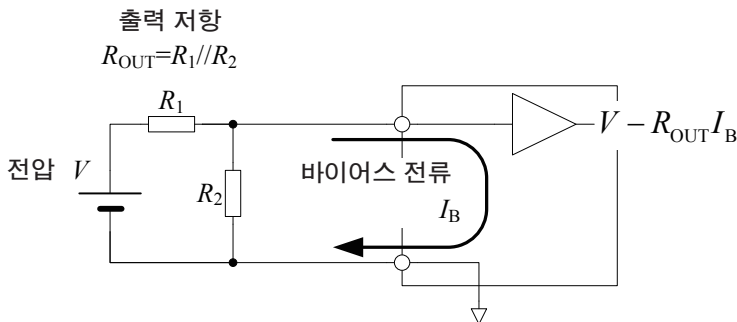 출력 저항
R_OUT=R_1//R_2
R_1
V − R_OUT I_B
전압 V
R_2
바이어스 전류
I_B